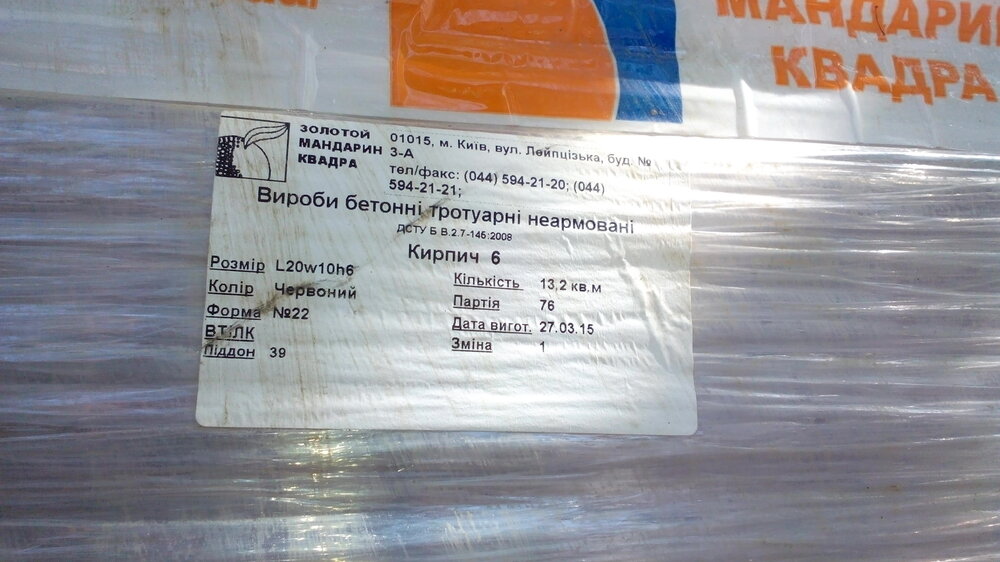 МАНДАРИН
КВАДРА
ЗОЛОТОЙ
МАНДАРИН
КВАДРА
01015, м. Київ, вул. Лейпцізька, буд. №
3-А
тел/факс: (044) 594-21-20; (044)
594-21-21;
Вироби бетонні тротуарні неармовані
ДСТУ Б В.2.7-145:2008
Кирпич 6
Розмір L20w10h6
Колір Червоний
Форма №22
ВТ:ЛК
Піддон 39
Кількість 13,2 кв.м
Партія 76
Дата вигот. 27.03.15
Зміна 1